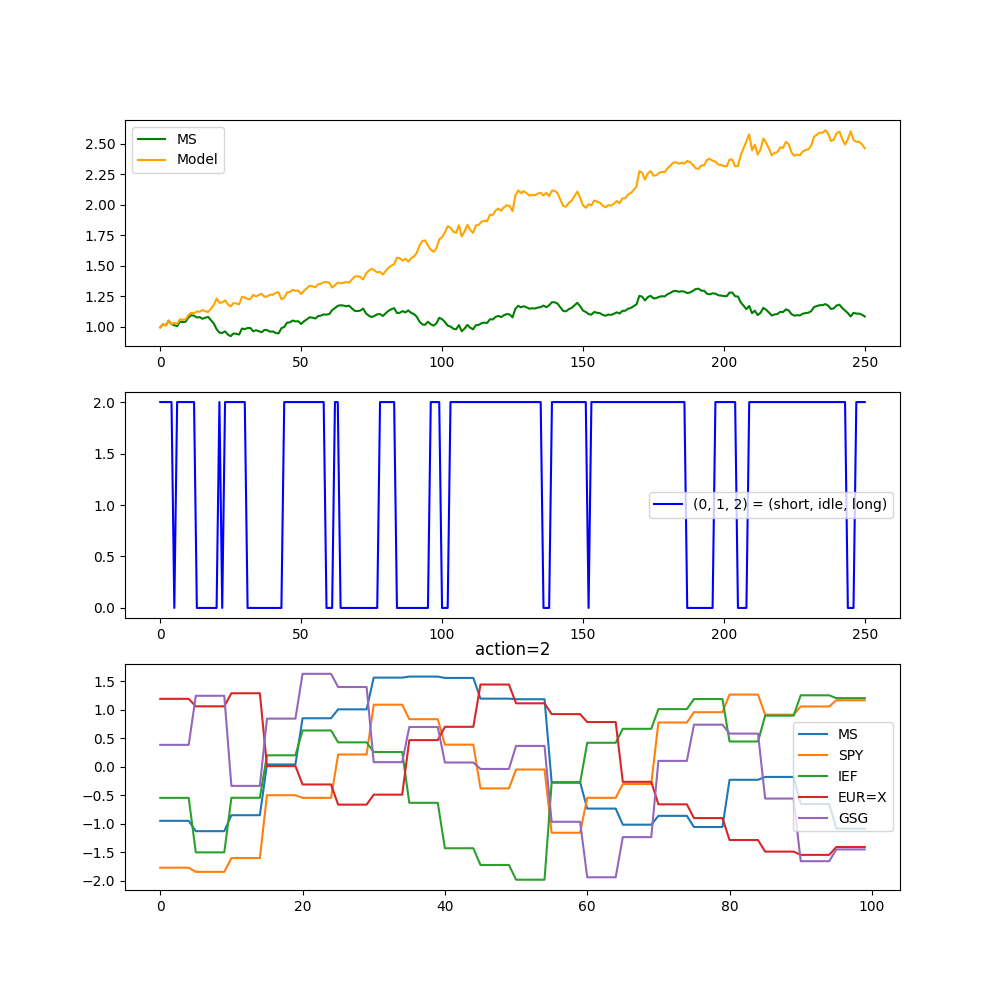 2.50
2.25
2.00
1.75
1.50
1.25
1.00
MS
Model
0 50 100 150 200 250
2.0
1.5
1.0
0.5
0.0
(0, 1, 2) = (short, idle, long)
0 50 100 150 200 250
action=2
1.5
1.0
0.5
0.0
−0.5
−1.0
−1.5
−2.0
MS
SPY
IEF
EUR=X
GSG
0 20 40 60 80 100